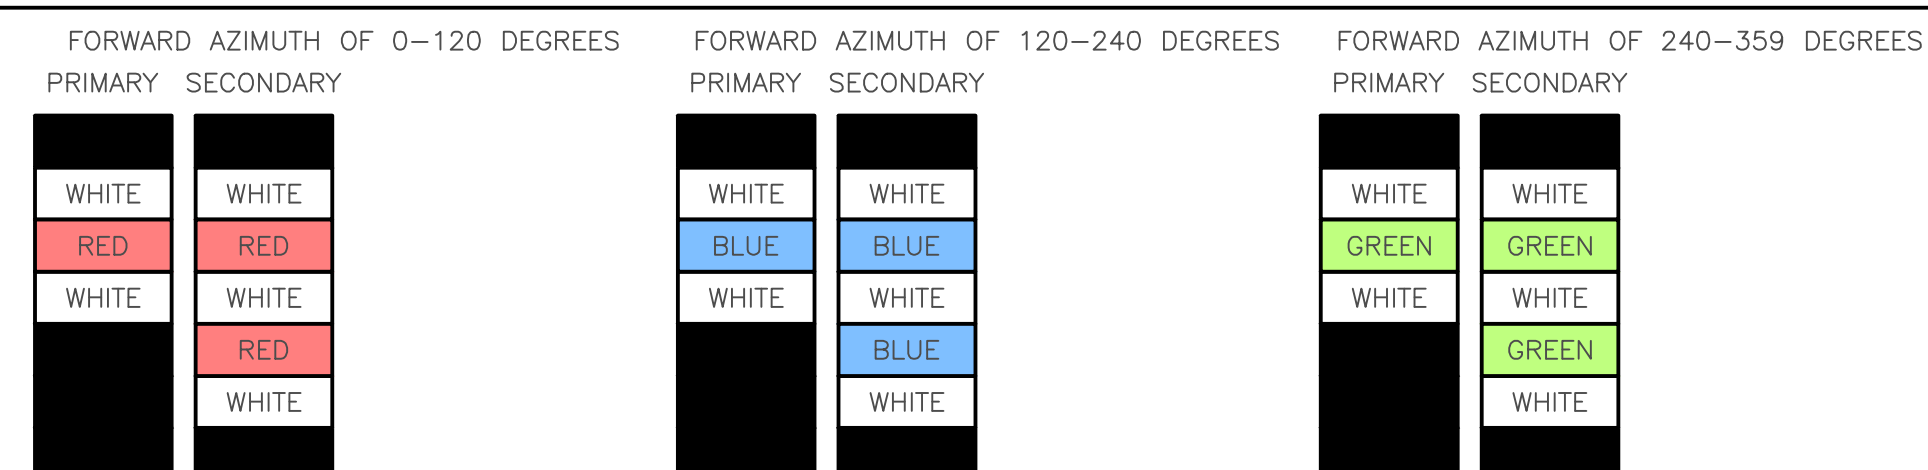 FORWARD AZIMUTH OF 0-120 DEGREES
PRIMARY SECONDARY
WHITE WHITE
RED RED
WHITE WHITE
RED
WHITE
FORWARD AZIMUTH OF 120-240 DEGREES
PRIMARY SECONDARY
WHITE WHITE
BLUE BLUE
WHITE WHITE
BLUE
WHITE
FORWARD AZIMUTH OF 240-359 DEGREES
PRIMARY SECONDARY
WHITE WHITE
GREEN GREEN
WHITE WHITE
GREEN
WHITE